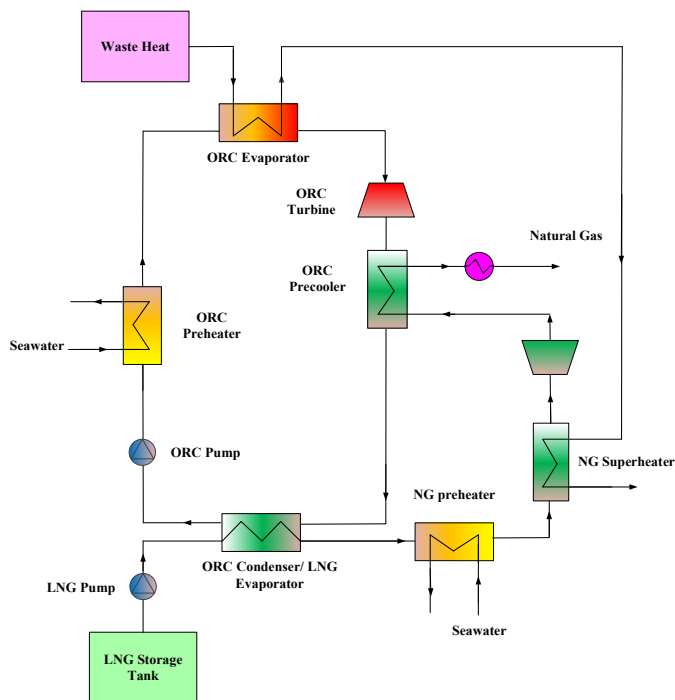 Waste Heat
ORC Evaporator
ORC
Turbine
Natural Gas
ORC
Precooler
ORC
Preheater
Seawater
ORC Pump
NG Superheater
NG preheater
ORC Condenser/ LNG
Evaporator
LNG Pump
Seawater
LNG Storage
Tank